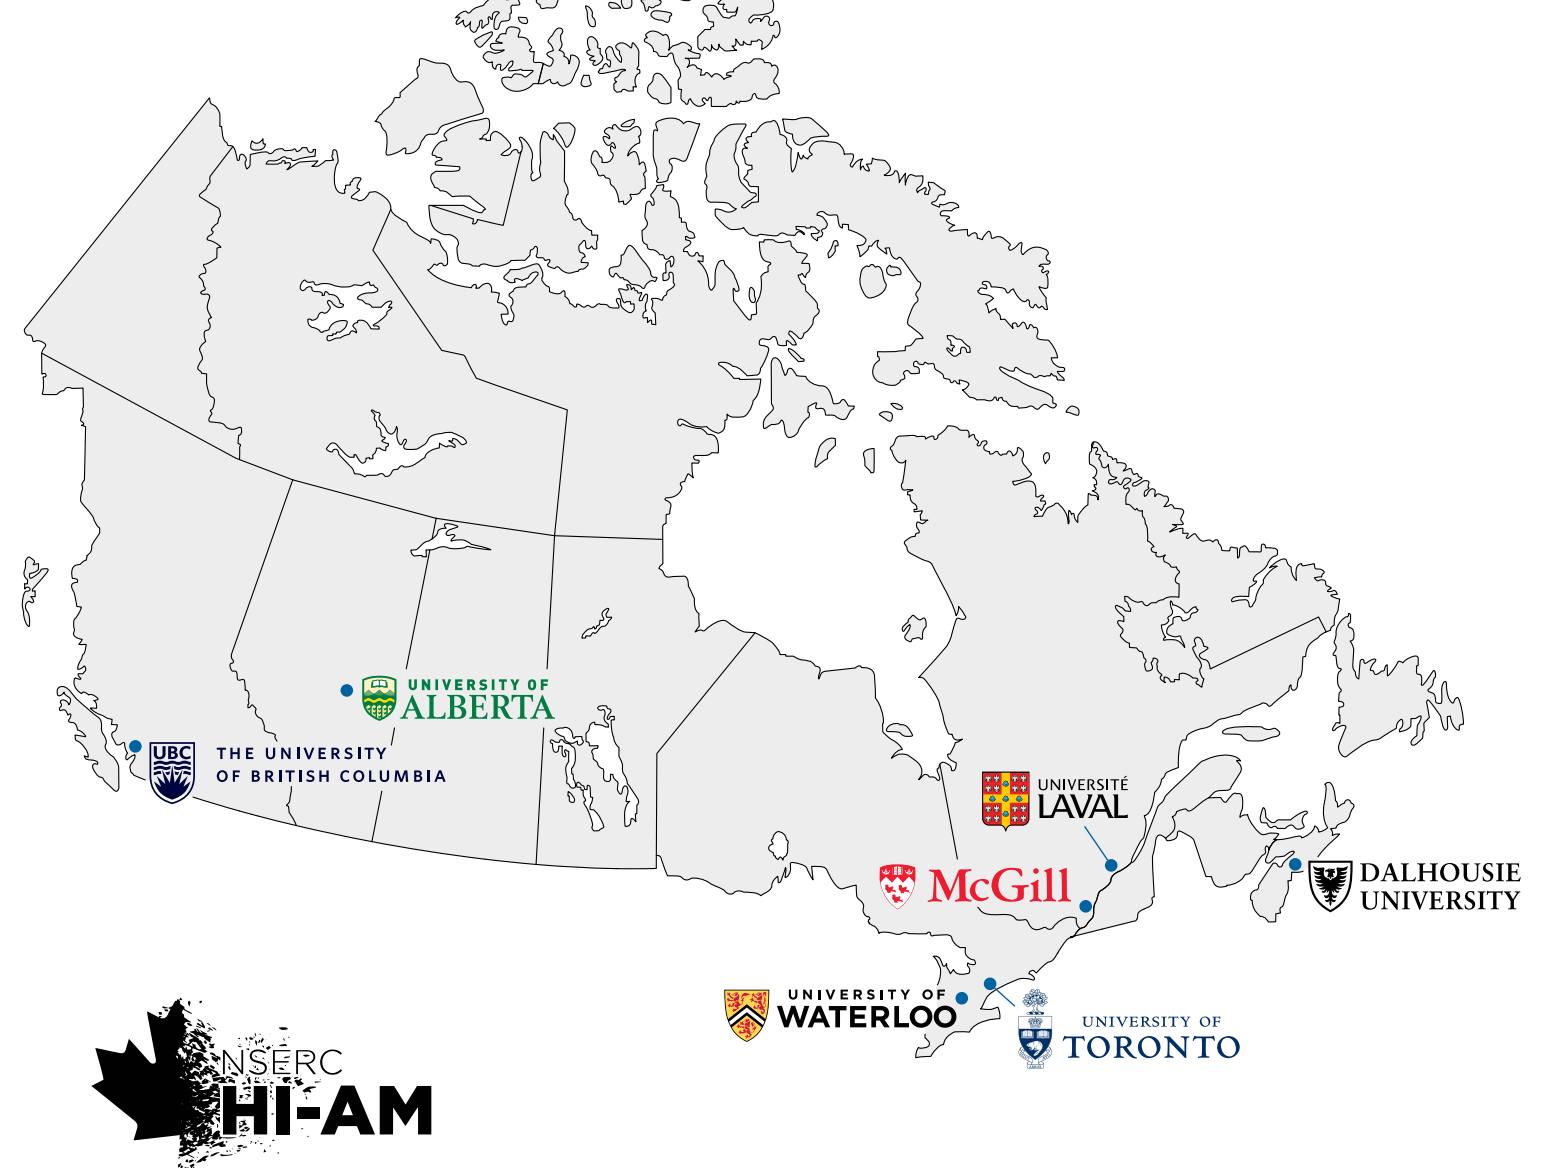 UNIVERSITY OF
ALBERTA
UBC
THE UNIVERSITY
OF BRITISH COLUMBIA
UNIVERSITÉ
LAVAL
McGill
DALHOUSIE
UNIVERSITY
UNIVERSITY OF
WATERLOO
UNIVERSITY OF
TORONTO
NSERC
HI-AM